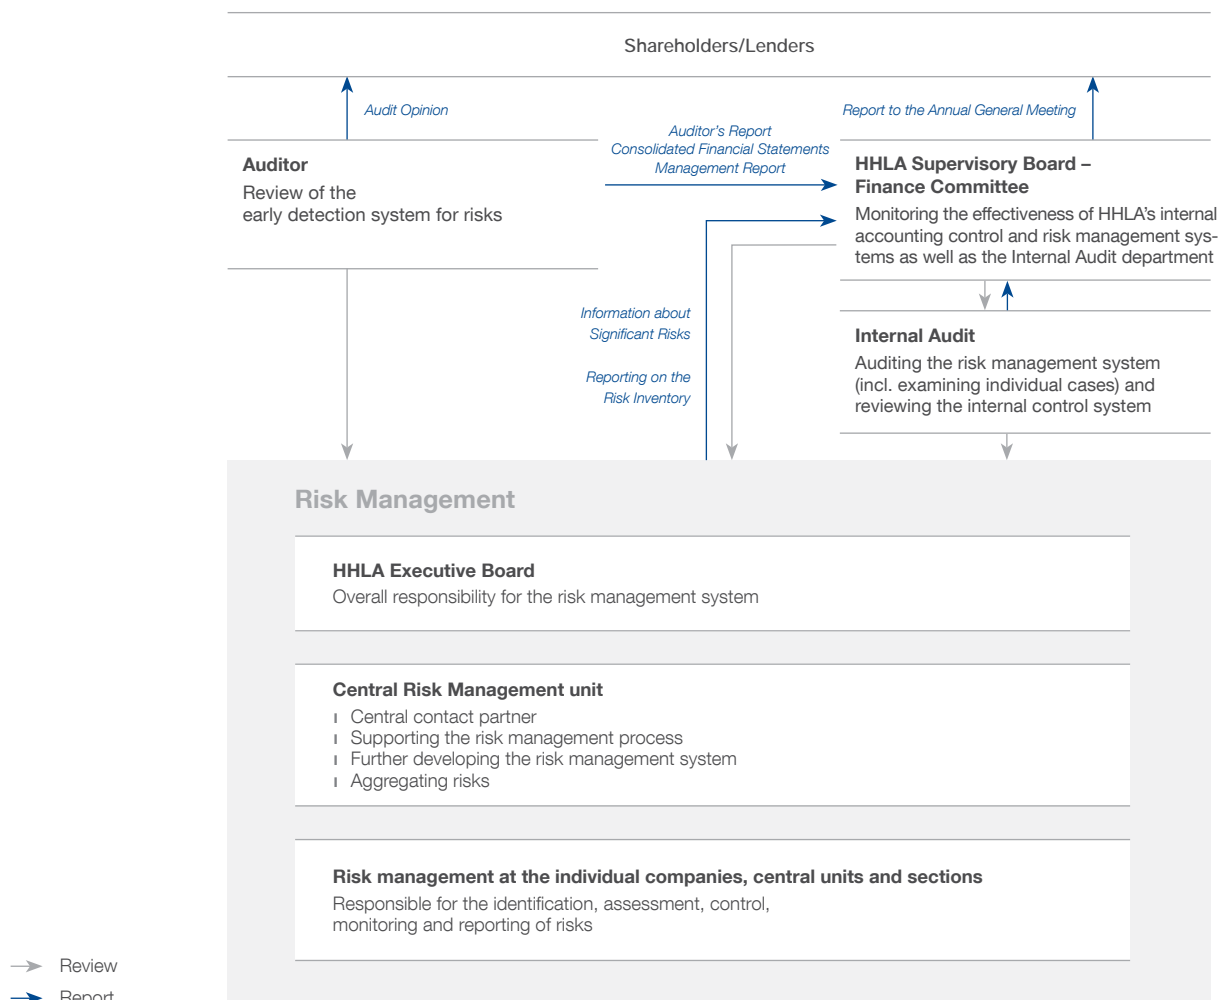 Shareholders/Lenders
Audit Opinion
Report to the Annual General Meeting
Auditor
Review of the
early detection system for risks
Auditor's Report
Consolidated Financial Statements
Management Report
HHLA Supervisory Board –
Finance Committee
Monitoring the effectiveness of HHLA's internal
accounting control and risk management sys-
tems as well as the Internal Audit department
Information about
Significant Risks
Reporting on the
Risk Inventory
Internal Audit
Auditing the risk management system
(incl. examining individual cases) and
reviewing the internal control system
Risk Management
HHLA Executive Board
Overall responsibility for the risk management system
Central Risk Management unit
ı Central contact partner
ı Supporting the risk management process
ı Further developing the risk management system
ı Aggregating risks
Risk management at the individual companies, central units and sections
Responsible for the identification, assessment, control,
monitoring and reporting of risks
Review
Report